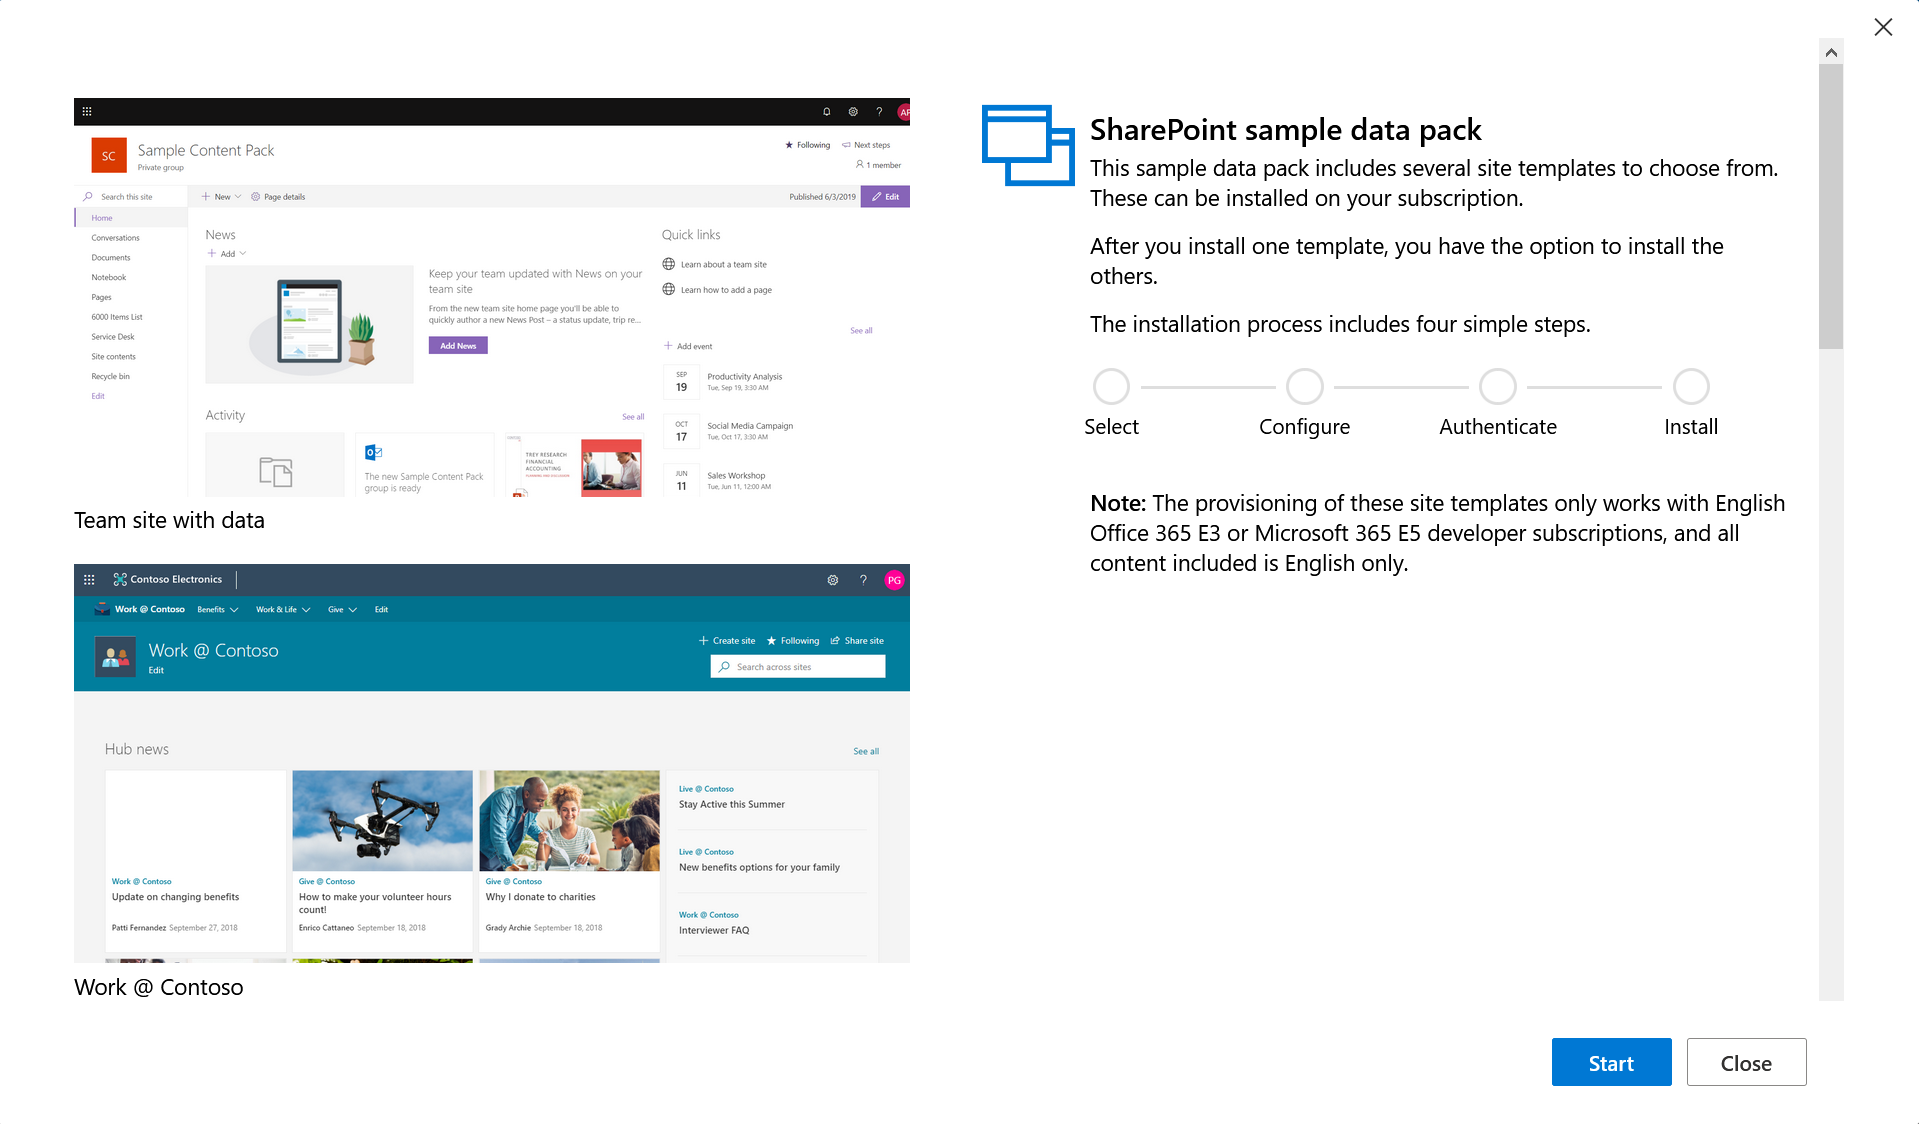 AP
SC
Sample Content Pack
Private group
Following
Next steps
1 member
Search this site
New
Page details
Published 6/3/2019
Edit
Home
Conversations
Documents
Notebook
Pages
6000 Items List
Service Desk
Site contents
Recycle bin
Edit
News
Add
Keep your team updated with News on your
team site
From the new team site home page you'll be able to
quickly author a new News Post – a status update, trip re...
Add News
Quick links
Learn about a team site
Learn how to add a page
See all
Add event
SEP
19
Productivity Analysis
Tue, Sep 19, 3:30 AM
OCT
17
Social Media Campaign
Tue, Oct 17, 3:30 AM
JUN
11
Sales Workshop
Tue, Jun 11, 12:00 AM
Activity
See all
The new Sample Content Pack
group is ready
TREY RESEARCH
FINANCIAL
ACCOUNTING
PLANNING AND DISCUSSION
Team site with data
Contoso Electronics
?
PG
Work @ Contoso
Benefits
Work & Life
Give
Edit
Work @ Contoso
Edit
Create site
Following
Share site
Search across sites
Hub news
See all
Work @ Contoso
Update on changing benefits
Patti Fernandez September 27, 2018
Give @ Contoso
How to make your volunteer hours
count!
Enrico Cattaneo September 18, 2018
Give @ Contoso
Why I donate to charities
Grady Archie September 18, 2018
Live @ Contoso
Stay Active this Summer
Live @ Contoso
New benefits options for your family
Work @ Contoso
Interviewer FAQ
Work @ Contoso
SharePoint sample data pack
This sample data pack includes several site templates to choose from.
These can be installed on your subscription.
After you install one template, you have the option to install the
others.
The installation process includes four simple steps.
Select
Configure
Authenticate
Install
Note: The provisioning of these site templates only works with English
Office 365 E3 or Microsoft 365 E5 developer subscriptions, and all
content included is English only.
Start
Close